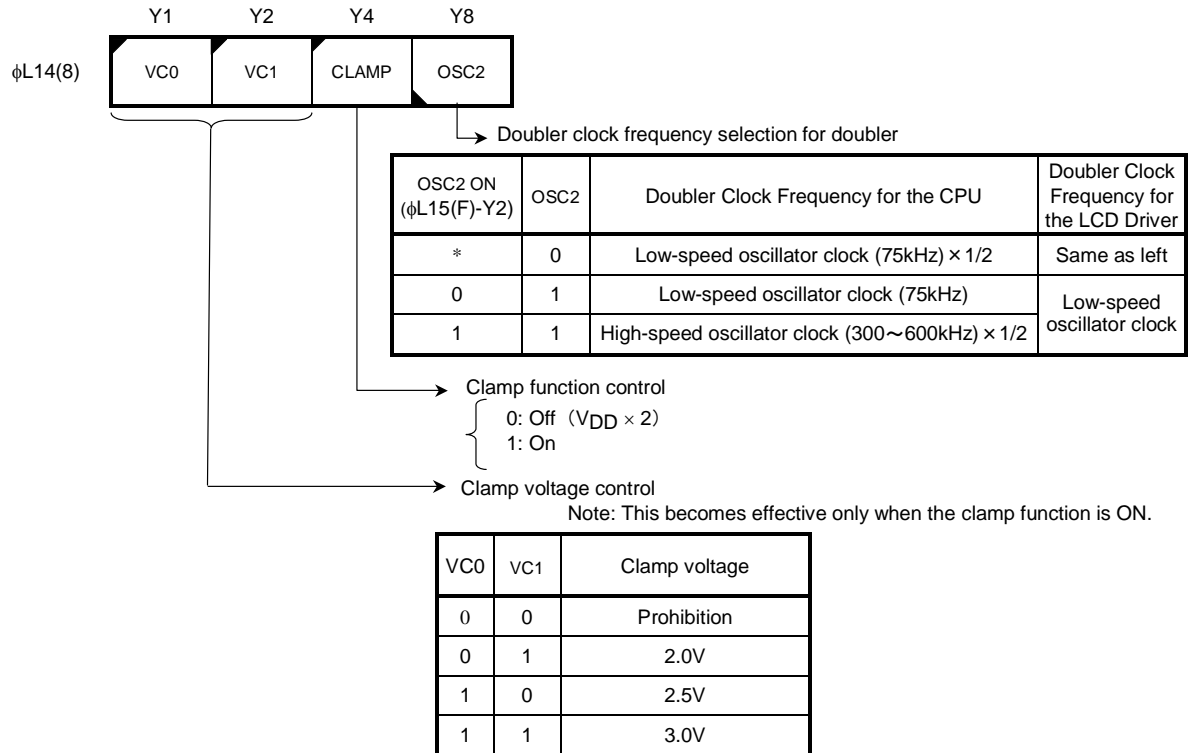 Y1 Y2 Y4 Y8
ϕL14(8) VC0 VC1 CLAMP OSC2
Doubler clock frequency selection for doubler
OSC2 ON
(ϕL15(F)-Y2)
OSC2
Doubler Clock Frequency for the CPU
Doubler Clock
Frequency for
the LCD Driver
* 0 Low-speed oscillator clock (75kHz) × 1/2 Same as left
0 1 Low-speed oscillator clock (75kHz)
1 1 High-speed oscillator clock (300～600kHz) × 1/2
Low-speed
oscillator clock
Clamp function control
0: Off （VDD × 2）
1: On
Clamp voltage control
Note: This becomes effective only when the clamp function is ON.
VC0 VC1 Clamp voltage
0 0 Prohibition
0 1 2.0V
1 0 2.5V
1 1 3.0V